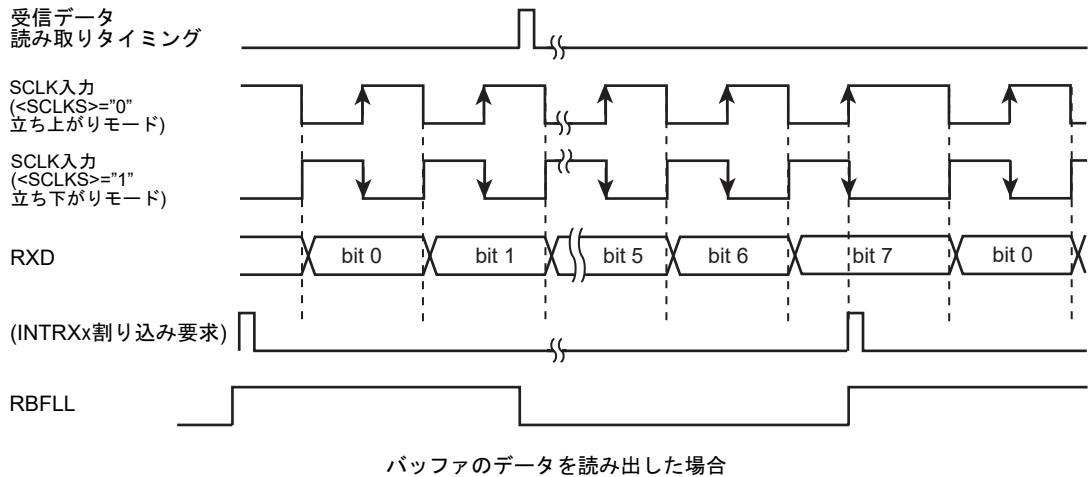 受信データ
読み取りタイミング
SCLK入力
(<SCLKS>="0"
立ち上がりモード)
SCLK入力
(<SCLKS>="1"
立ち下がりモード)
RXD
bit 0
bit 1
bit 5
bit 6
bit 7
bit 0
(INTRXx割り込み要求)
RBFLL
バッファのデータを読み出した場合